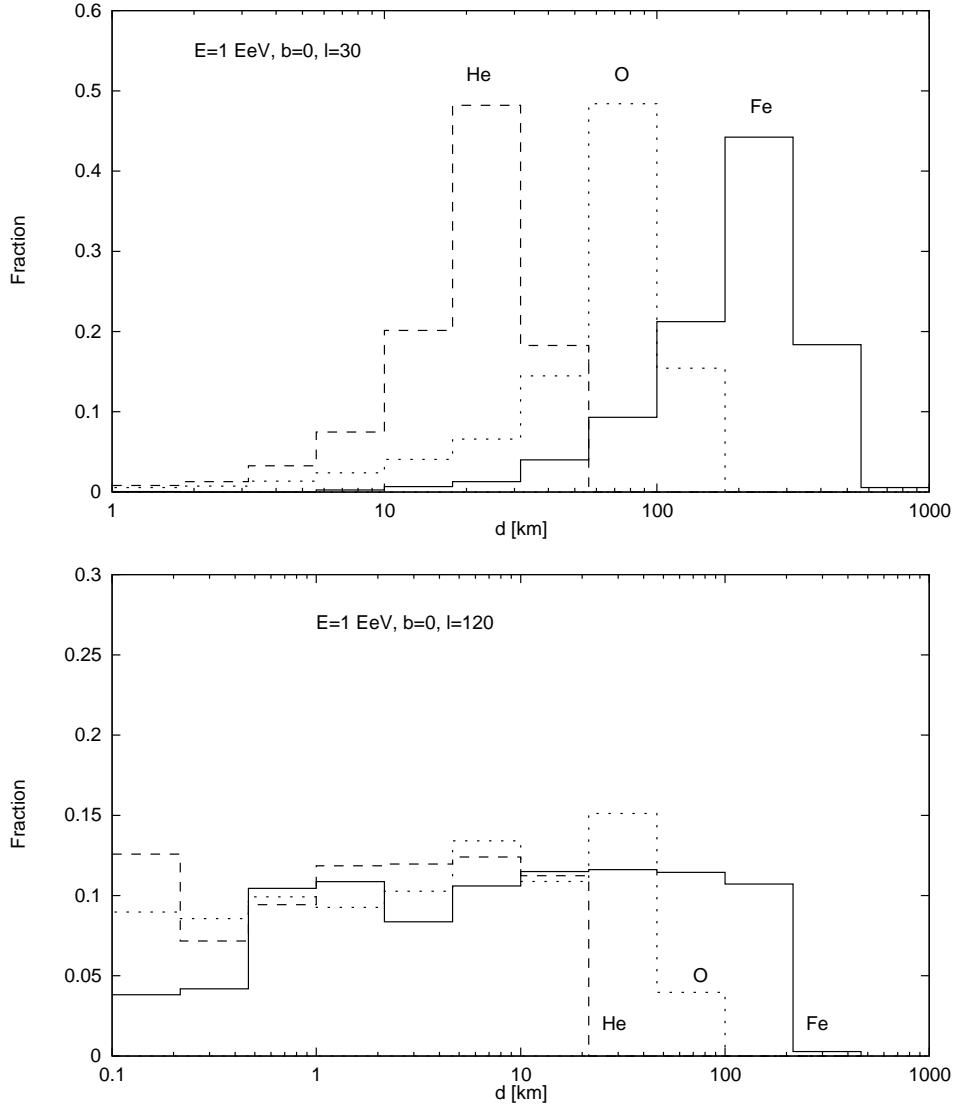 0.6
E=1 EeV, b=0, l=30
He
O
Fe
0.5
0.4
0.3
0.2
0.1
0
Fraction
1
10
100
1000
d [km]
0.3
E=1 EeV, b=0, l=120
0.25
0.2
0.15
0.1
0.05
0
Fraction
O
He
Fe
0.1
1
10
100
1000
d [km]